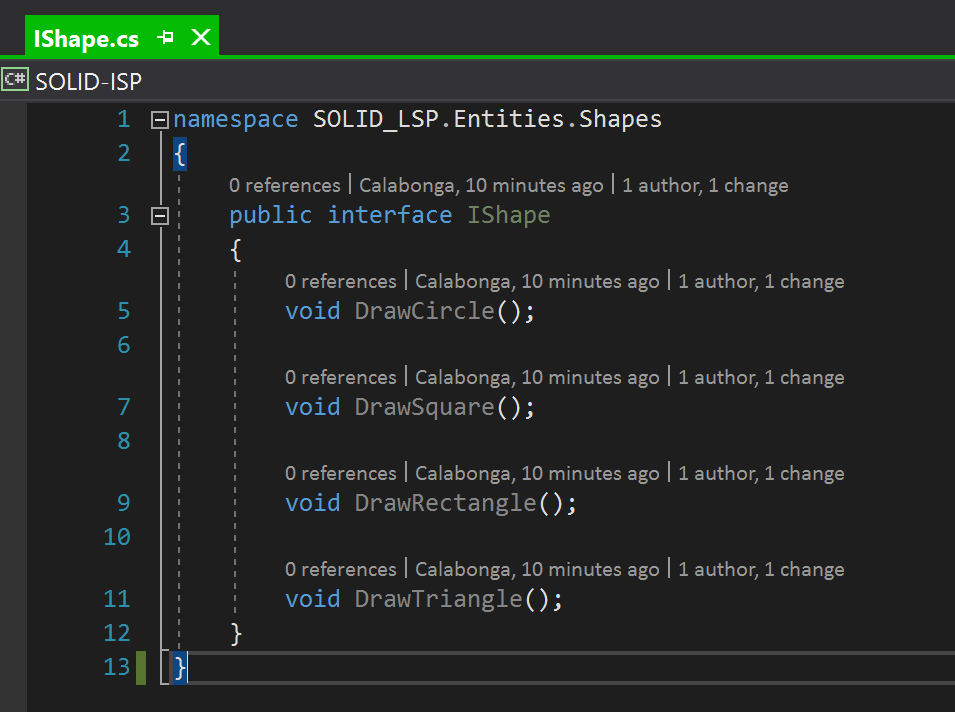 IShape.cs
C# SOLID-ISP
1 namespace SOLID_LSP.Entities.Shapes
2 {
0 references | Calabonga, 10 minutes ago | 1 author, 1 change
3 public interface IShape
4 {
0 references | Calabonga, 10 minutes ago | 1 author, 1 change
5 void DrawCircle();
6
0 references | Calabonga, 10 minutes ago | 1 author, 1 change
7 void DrawSquare();
8
0 references | Calabonga, 10 minutes ago | 1 author, 1 change
9 void DrawRectangle();
10
0 references | Calabonga, 10 minutes ago | 1 author, 1 change
11 void DrawTriangle();
12 }
13 }